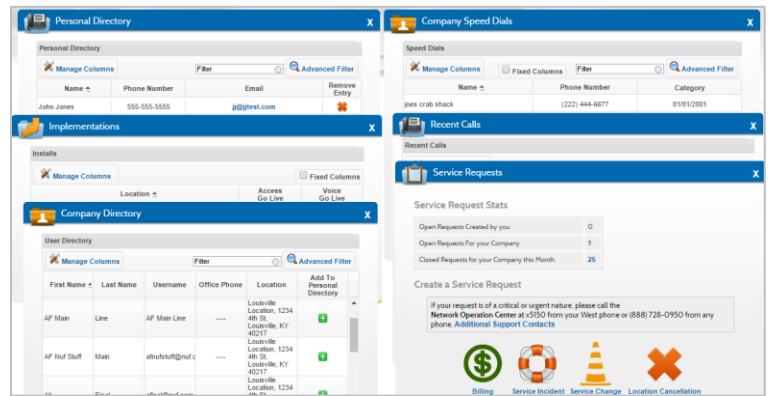 Personal Directory X
Personal Directory
Manage Columns Filter Advanced Filter
Name Phone Number Email Remove Entry
John Jones 555-555-5555 jj@jjtest.com
Implementations X
Installs
Manage Columns Fixed Columns
Location Access Go Live Voice Go Live
Company Directory X
User Directory
Manage Columns Filter Advanced Filter
First Name Last Name Username Office Phone Location Add To Personal Directory
AF Main Line AF Main Line ---- Louisville Location, 1234 4th St, Louisville, KY 40217
AF Nuf Stuff Main afnufstuff@nuf.c ---- Louisville Location, 1234 4th St, Louisville, KY 40217
Louisville Location, 1234
Company Speed Dials X
Speed Dials
Manage Columns Fixed Columns Filter Advanced Filter
Name Phone Number Category
joes crab shack (222) 444-6677 01/01/2001
Recent Calls X
Recent Calls
Service Requests X
Service Request Stats
Open Requests Created by you 0
Open Requests For your Company 1
Closed Requests for your Company this Month 25
Create a Service Request
If your request is of a critical or urgent nature, please call the
Network Operation Center at x5150 from your West phone or (888) 728-0950 from any
phone. Additional Support Contacts
Billing Service Incident Service Change Location Cancellation